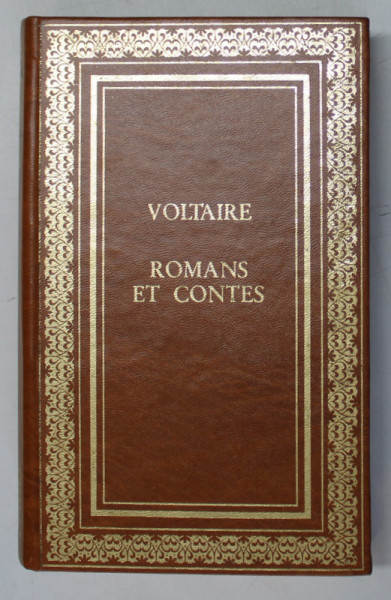 VOLTAIRE
ROMANS
ET CONTES